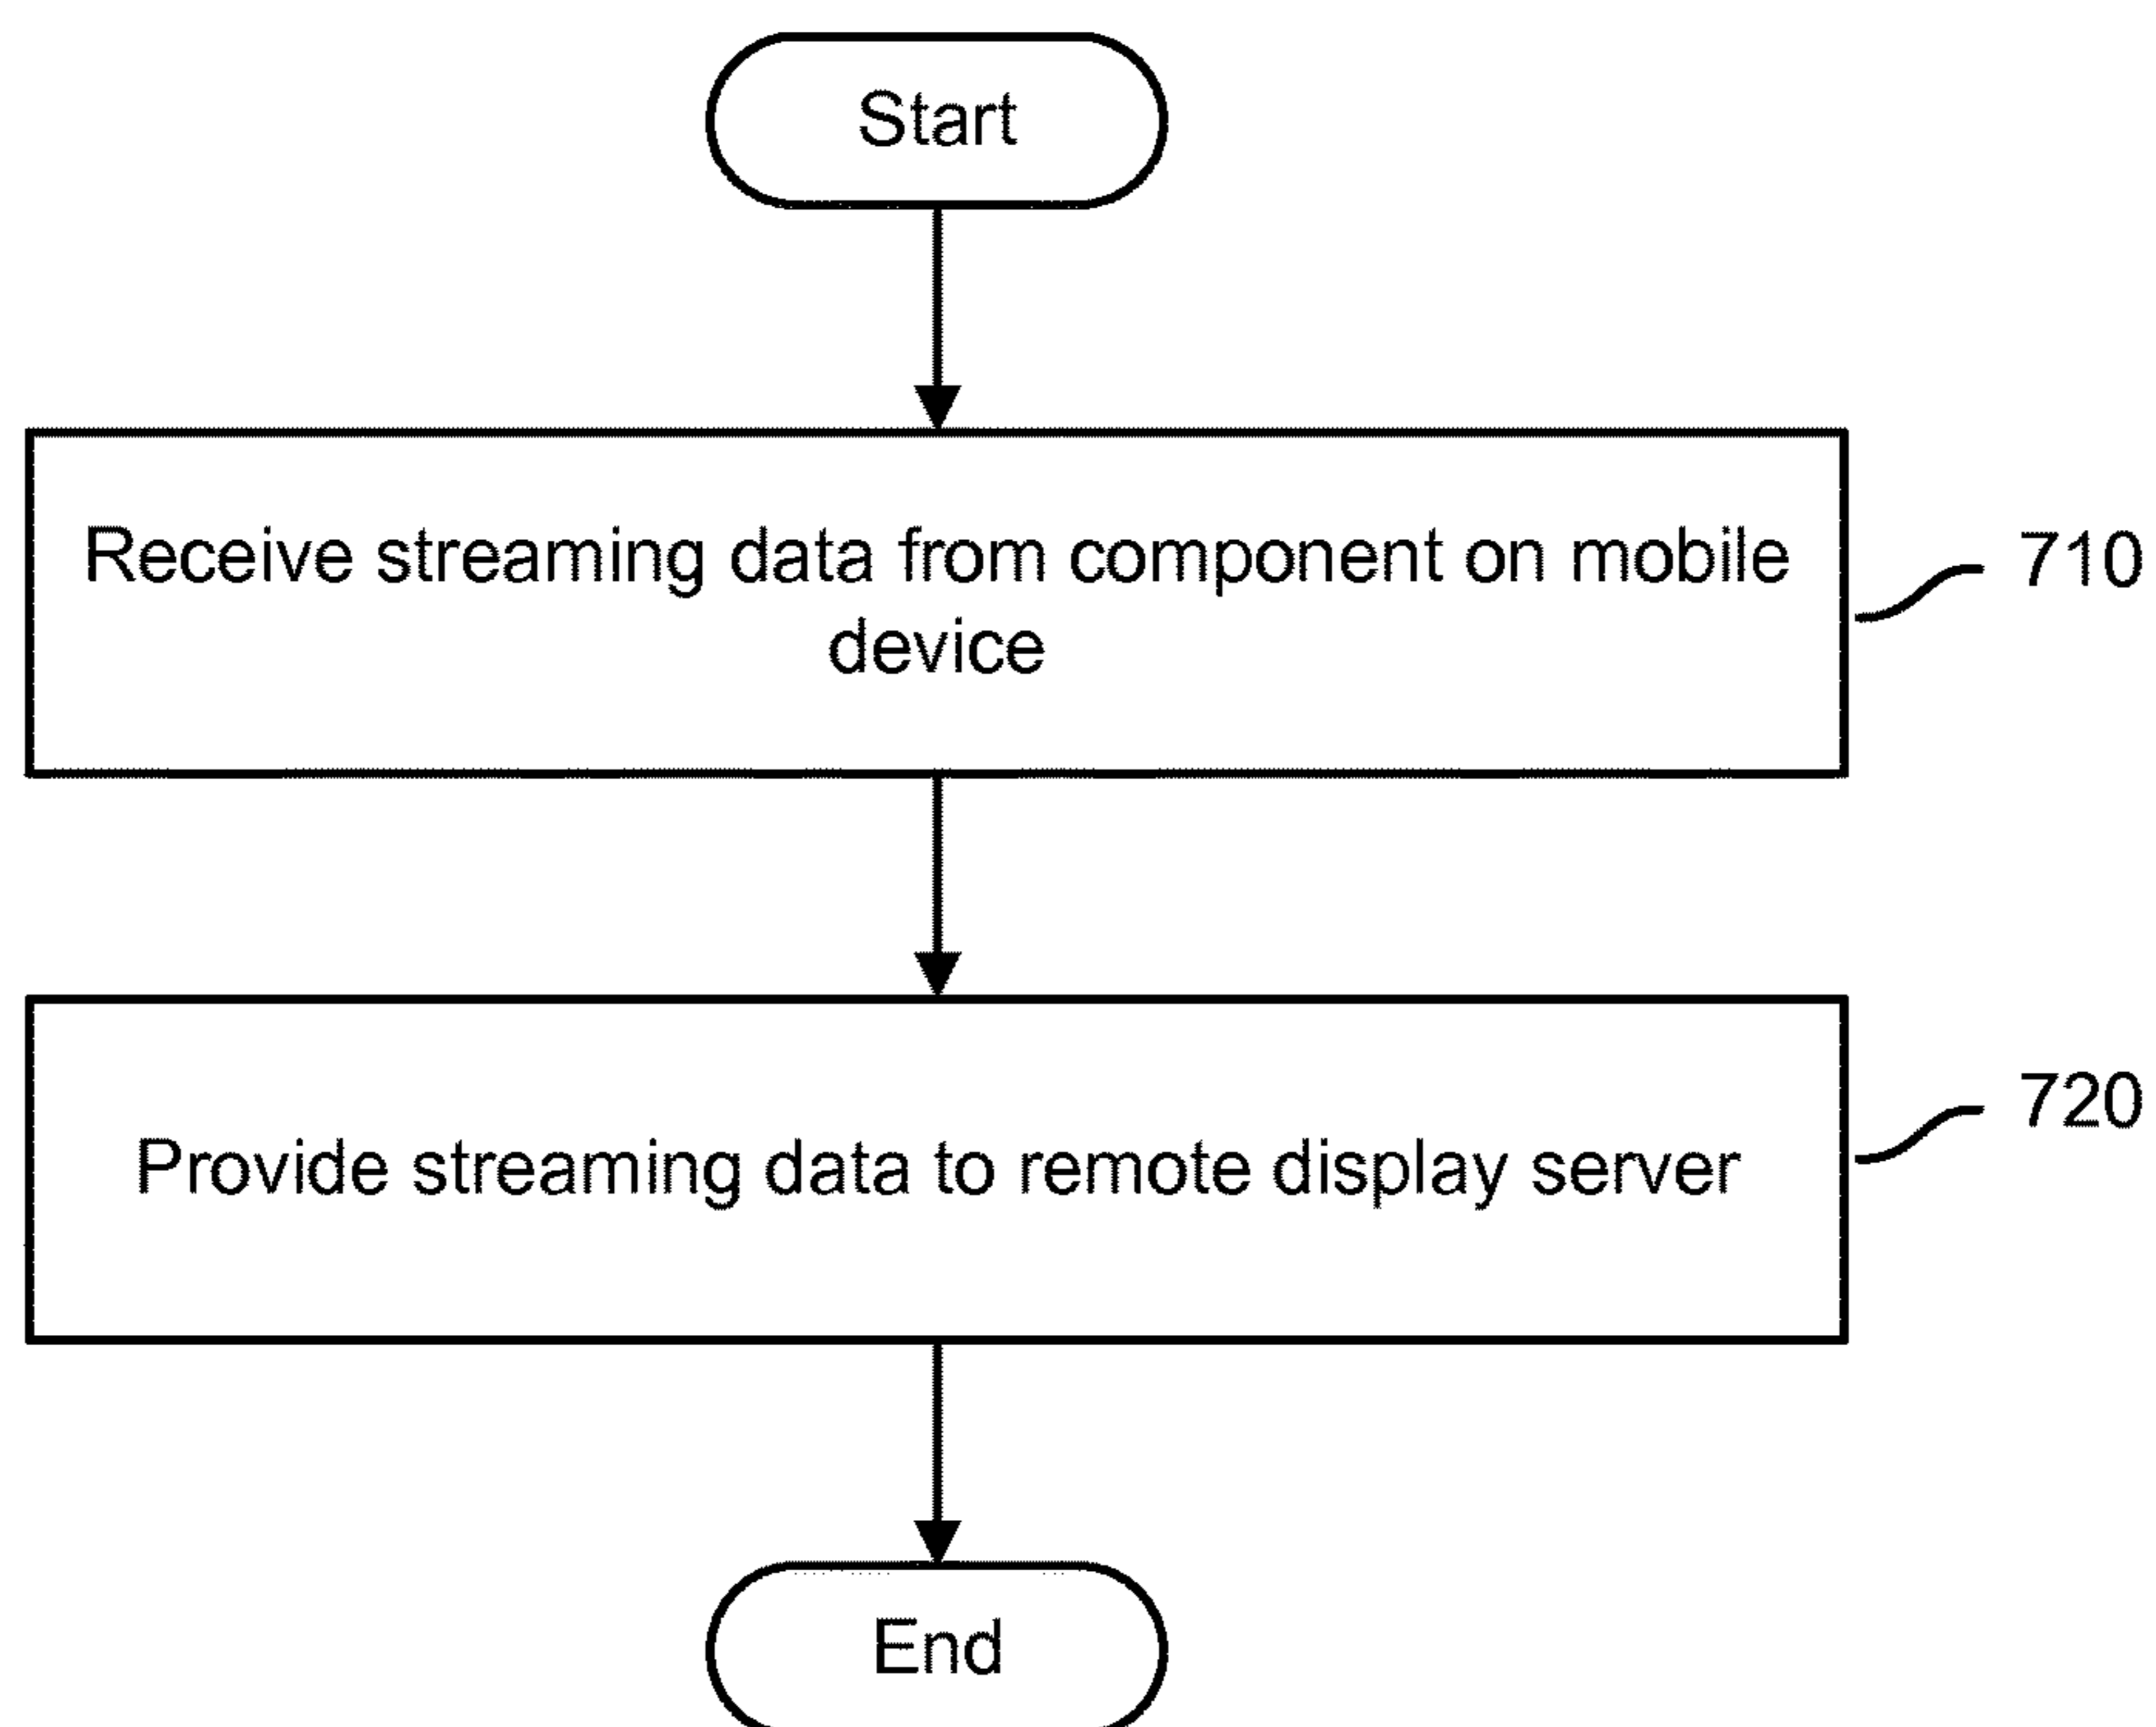 Start
Receive streaming data from component on mobile
device
710
Provide streaming data to remote display server
720
End